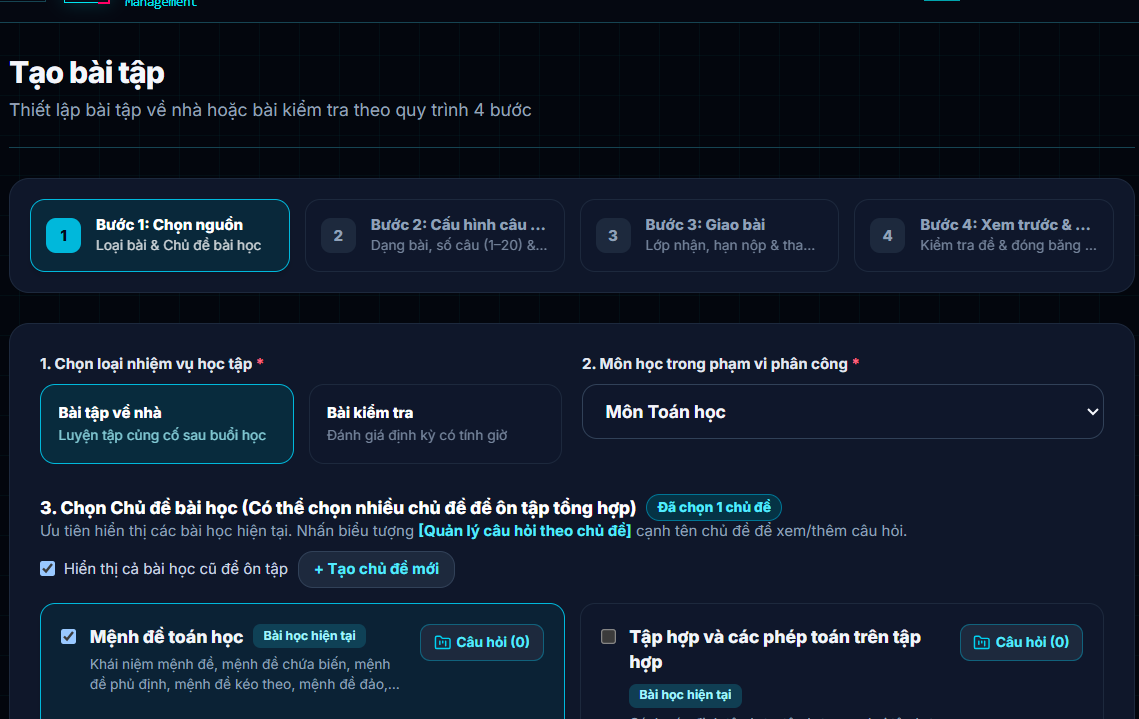 Management
Tạo bài tập
Thiết lập bài tập về nhà hoặc bài kiểm tra theo quy trình 4 bước
1
Bước 1: Chọn nguồn
Loại bài & Chủ đề bài học
2
Bước 2: Cấu hình câu ...
Dạng bài, số câu (1–20) &...
3
Bước 3: Giao bài
Lớp nhận, hạn nộp & tha...
4
Bước 4: Xem trước & ...
Kiểm tra đề & đóng băng ...
1. Chọn loại nhiệm vụ học tập *
Bài tập về nhà
Luyện tập củng cố sau buổi học
Bài kiểm tra
Đánh giá định kỳ có tính giờ
2. Môn học trong phạm vi phân công *
Môn Toán học
3. Chọn Chủ đề bài học (Có thể chọn nhiều chủ đề để ôn tập tổng hợp) Đã chọn 1 chủ đề
Ưu tiên hiển thị các bài học hiện tại. Nhấn biểu tượng [Quản lý câu hỏi theo chủ đề] cạnh tên chủ đề để xem/thêm câu hỏi.
Hiển thị cả bài học cũ để ôn tập + Tạo chủ đề mới
Mệnh đề toán học Bài học hiện tại Câu hỏi (0)
Khái niệm mệnh đề, mệnh đề chứa biến, mệnh
đề phủ định, mệnh đề kéo theo, mệnh đề đảo,...
Tập hợp và các phép toán trên tập
hợp
Câu hỏi (0)
Bài học hiện tại